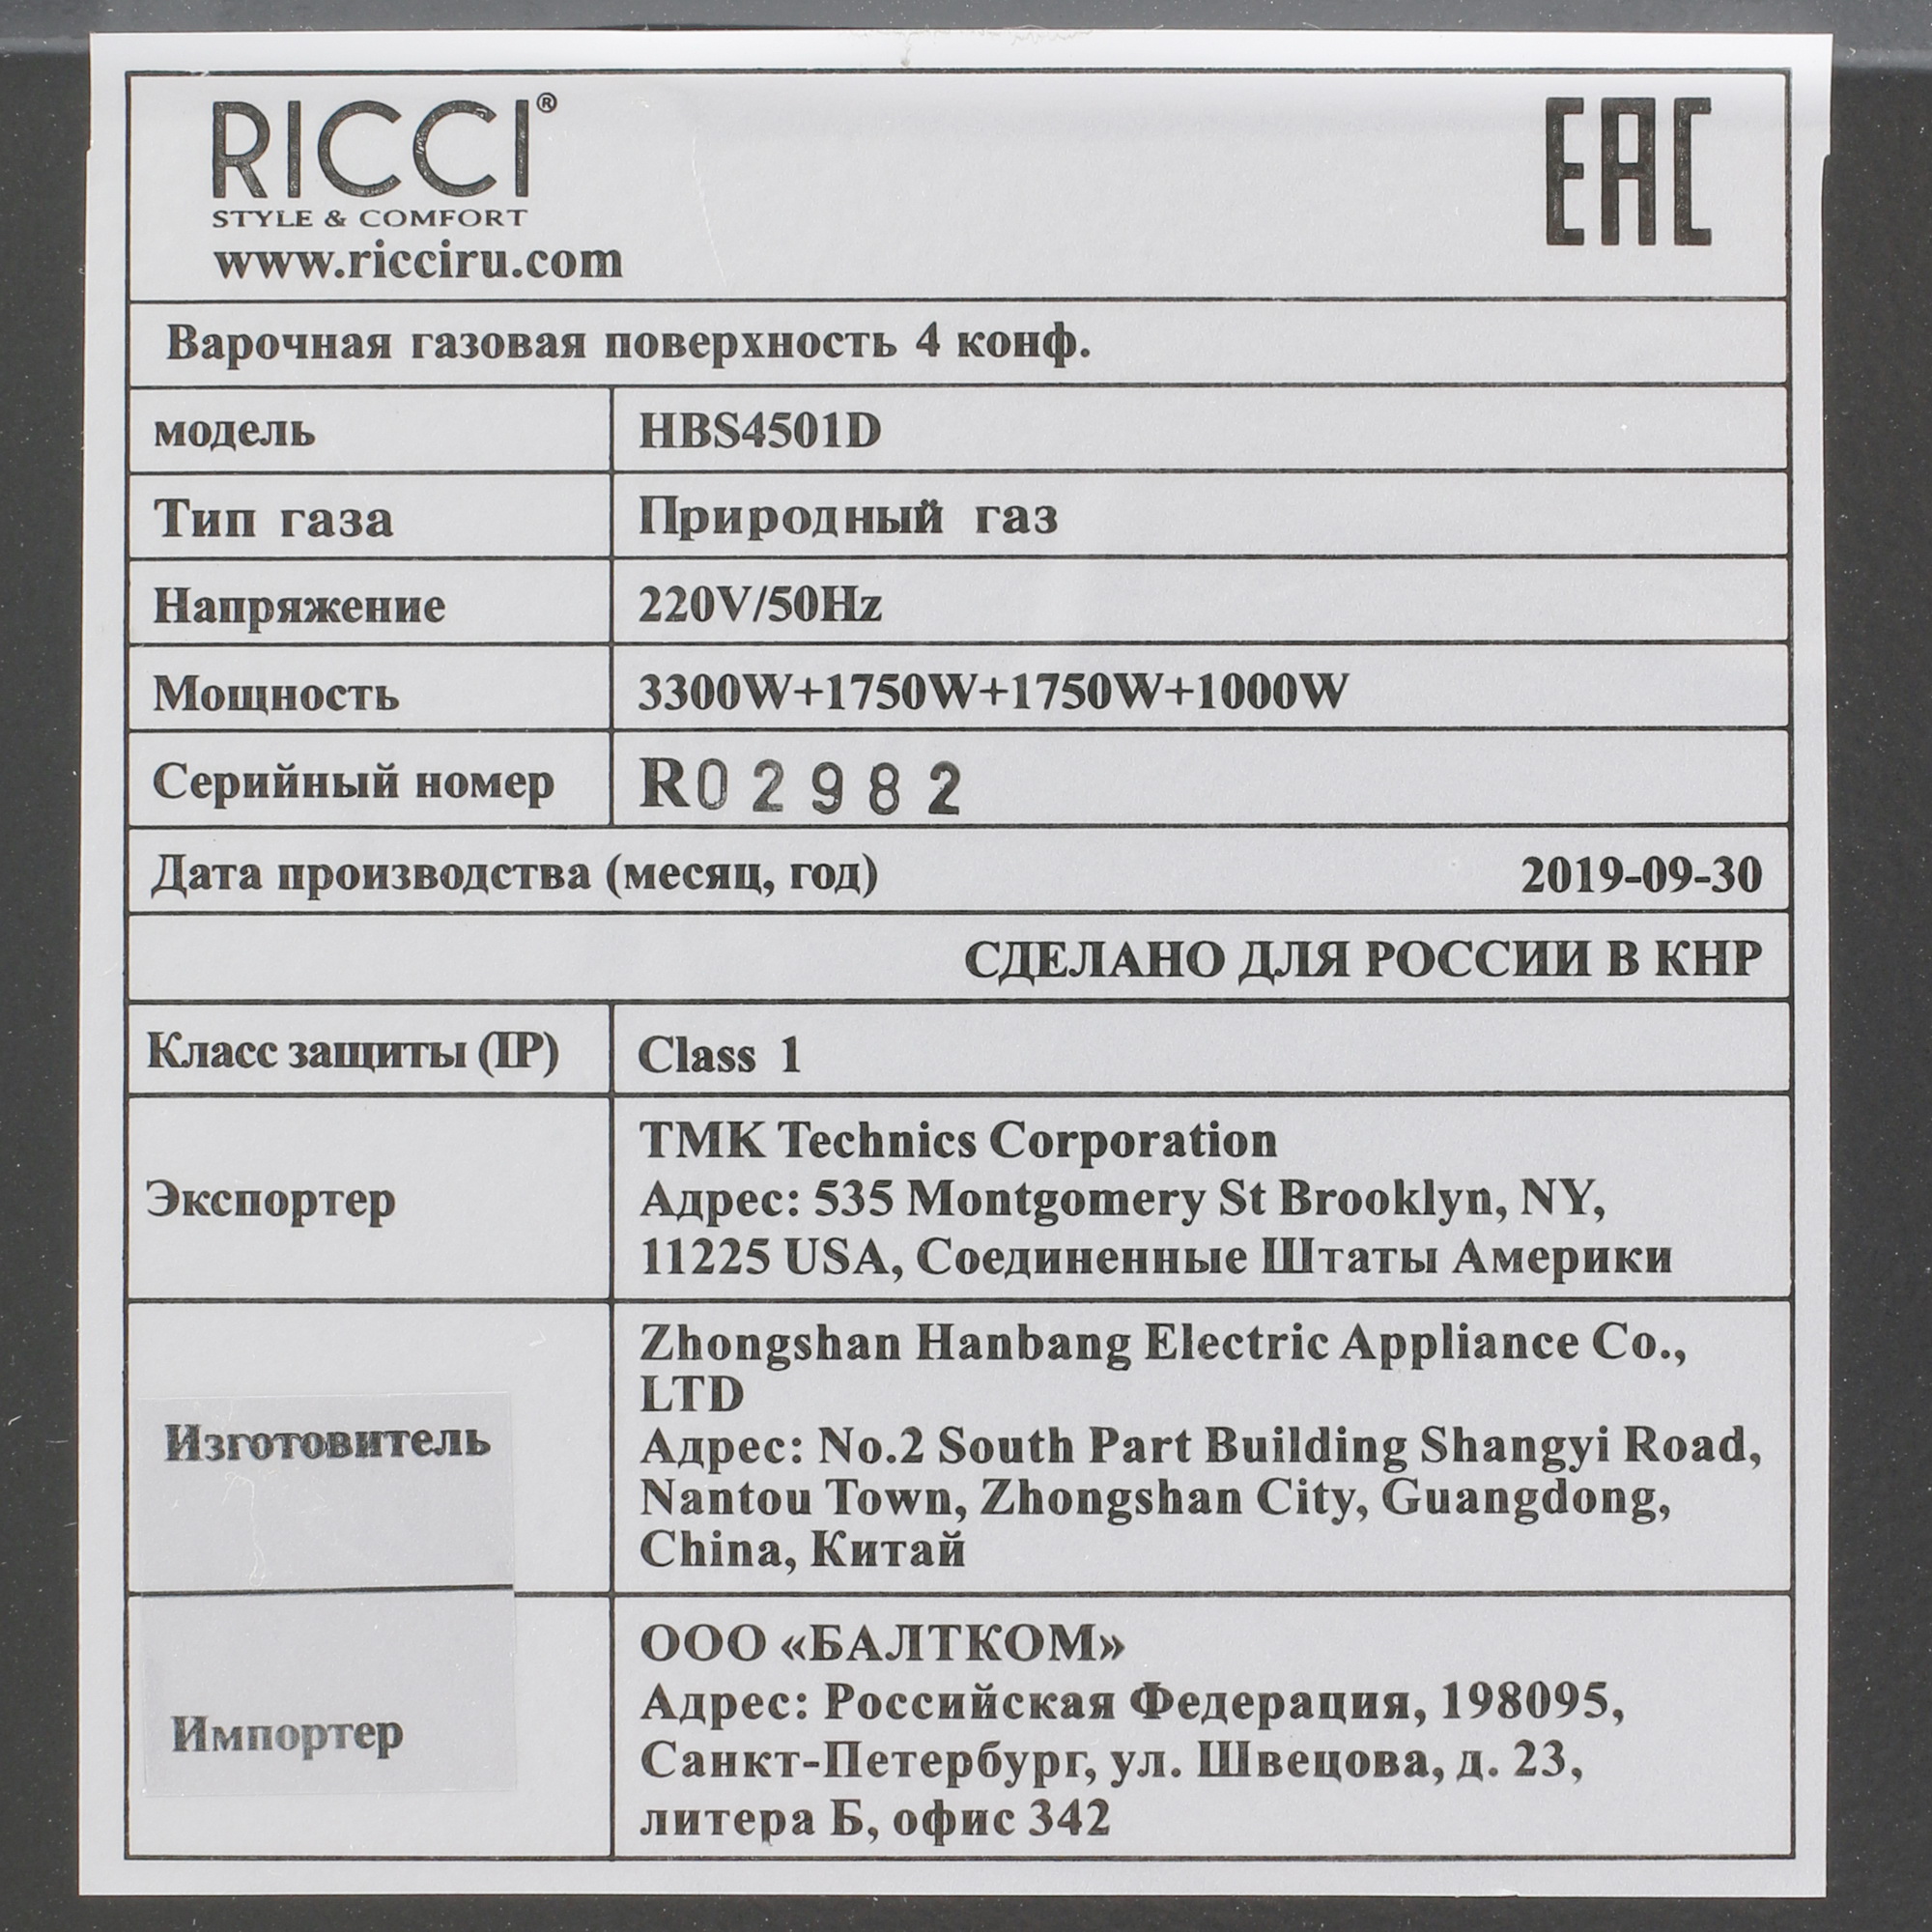 RICCI®
STYLE & COMFORT
www.ricciru.com
EAC
Варочная газовая поверхность 4 конф.
модель HBS4501D
Тип газа Природный газ
Напряжение 220V/50Hz
Мощность 3300W+1750W+1750W+1000W
Серийный номер R02982
Дата производства (месяц, год) 2019-09-30
СДЕЛАНО ДЛЯ РОССИИ В КНР
Класс защиты (IP) Class 1
Экспортер
TMK Technics Corporation
Адрес: 535 Montgomery St Brooklyn, NY,
11225 USA, Соединенные Штаты Америки
Изготовитель
Zhongshan Hanbang Electric Appliance Co.,
LTD
Адрес: No.2 South Part Building Shangyi Road,
Nantou Town, Zhongshan City, Guangdong,
China, Китай
Импортер
ООО «БАЛТКОМ»
Адрес: Российская Федерация, 198095,
Санкт-Петербург, ул. Швецова, д. 23,
литера Б, офис 342